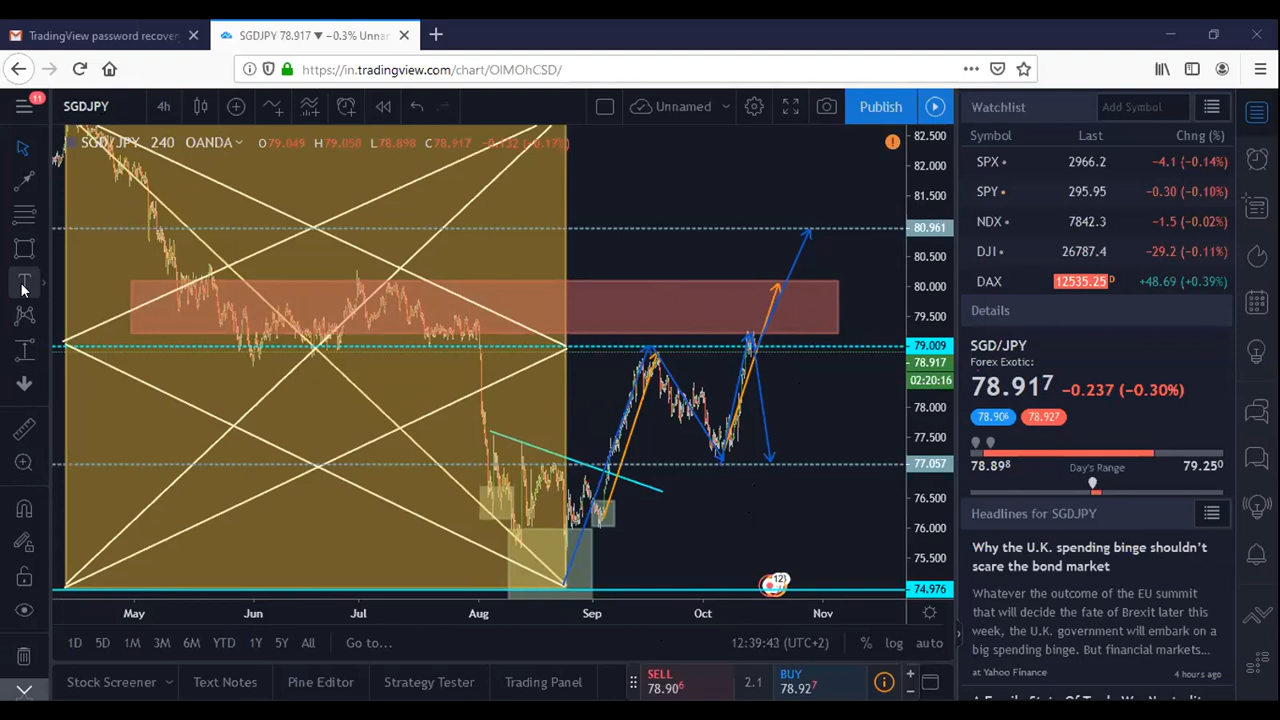 TradingView password recovery
SGDJPY 78.917 ▼ −0.3% Unnar
https://in.tradingview.com/chart/OIMOhCSD/
11
SGDJPY
4h
Unnamed
Publish
Watchlist
Add Symbol
SGD/JPY 240 OANDA
O79.049 H79.050 L78.898 C78.917 −0.132 (−0.17%)
Symbol Last Chng (%)
SPX 2966.2 −4.1 (−0.14%)
SPY 295.95 −0.30 (−0.10%)
NDX 7842.3 −1.5 (−0.02%)
DJI 26787.4 −29.2 (−0.11%)
DAX 12535.25 D +48.69 (+0.39%)
82.500
82.000
81.500
80.961
80.500
80.000
79.500
79.009
78.917
02:20:16
78.000
77.500
77.057
76.500
76.000
75.500
74.976
Details
SGD/JPY
Forex Exotic:
78.917 −0.237 (−0.30%)
78.906 78.927
78.898 Day's Range 79.250
Headlines for SGDJPY
Why the U.K. spending binge shouldn't
scare the bond market
Whatever the outcome of the EU summit
that will decide the fate of Brexit later this
week, the U.K. government will embark on a
big spending binge. But financial markets...
at Yahoo Finance 4 hours ago
May Jun Jul Aug Sep Oct Nov
1D 5D 1M 3M 6M YTD 1Y 5Y All Go to...
12:39:43 (UTC+2) % log auto
Stock Screener Text Notes Pine Editor Strategy Tester Trading Panel
SELL
78.906
2.1
BUY
78.927